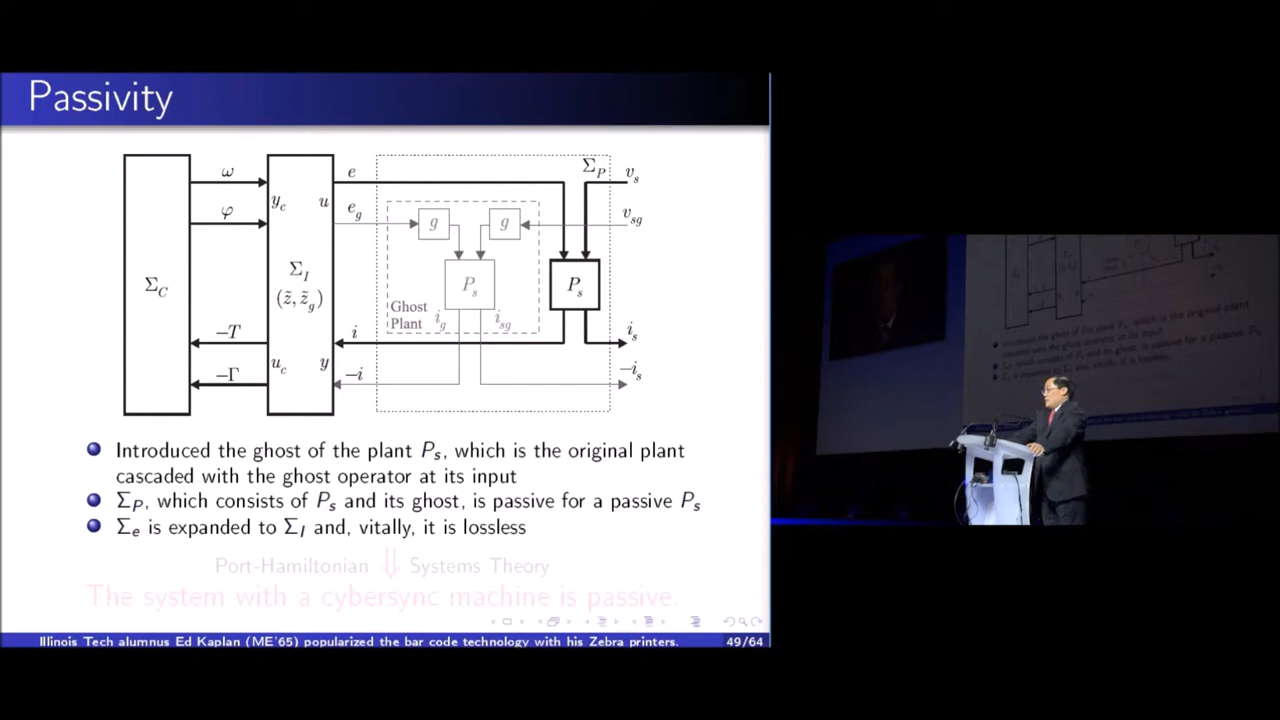 Passivity
ω
e
Σ_P
v_s
φ
y_c
u
e_g
g
g
v_sg
Σ_C
Σ_I
(z̃, z̃_g)
P_s
P_s
Ghost
Plant
i_g
i_sg
−T
i
i_s
−Γ
u_c
y
−i
−i_s
Introduced the ghost of the plant P_s, which is the original plant
cascaded with the ghost operator at its input
Σ_P, which consists of P_s and its ghost, is passive for a passive P_s
Σ_e is expanded to Σ_I and, vitally, it is lossless
Port-Hamiltonian ⇓ Systems Theory
The system with a cybersync machine is passive.
Illinois Tech alumnus Ed Kaplan (ME'65) popularized the bar code technology with his Zebra printers.
49/64